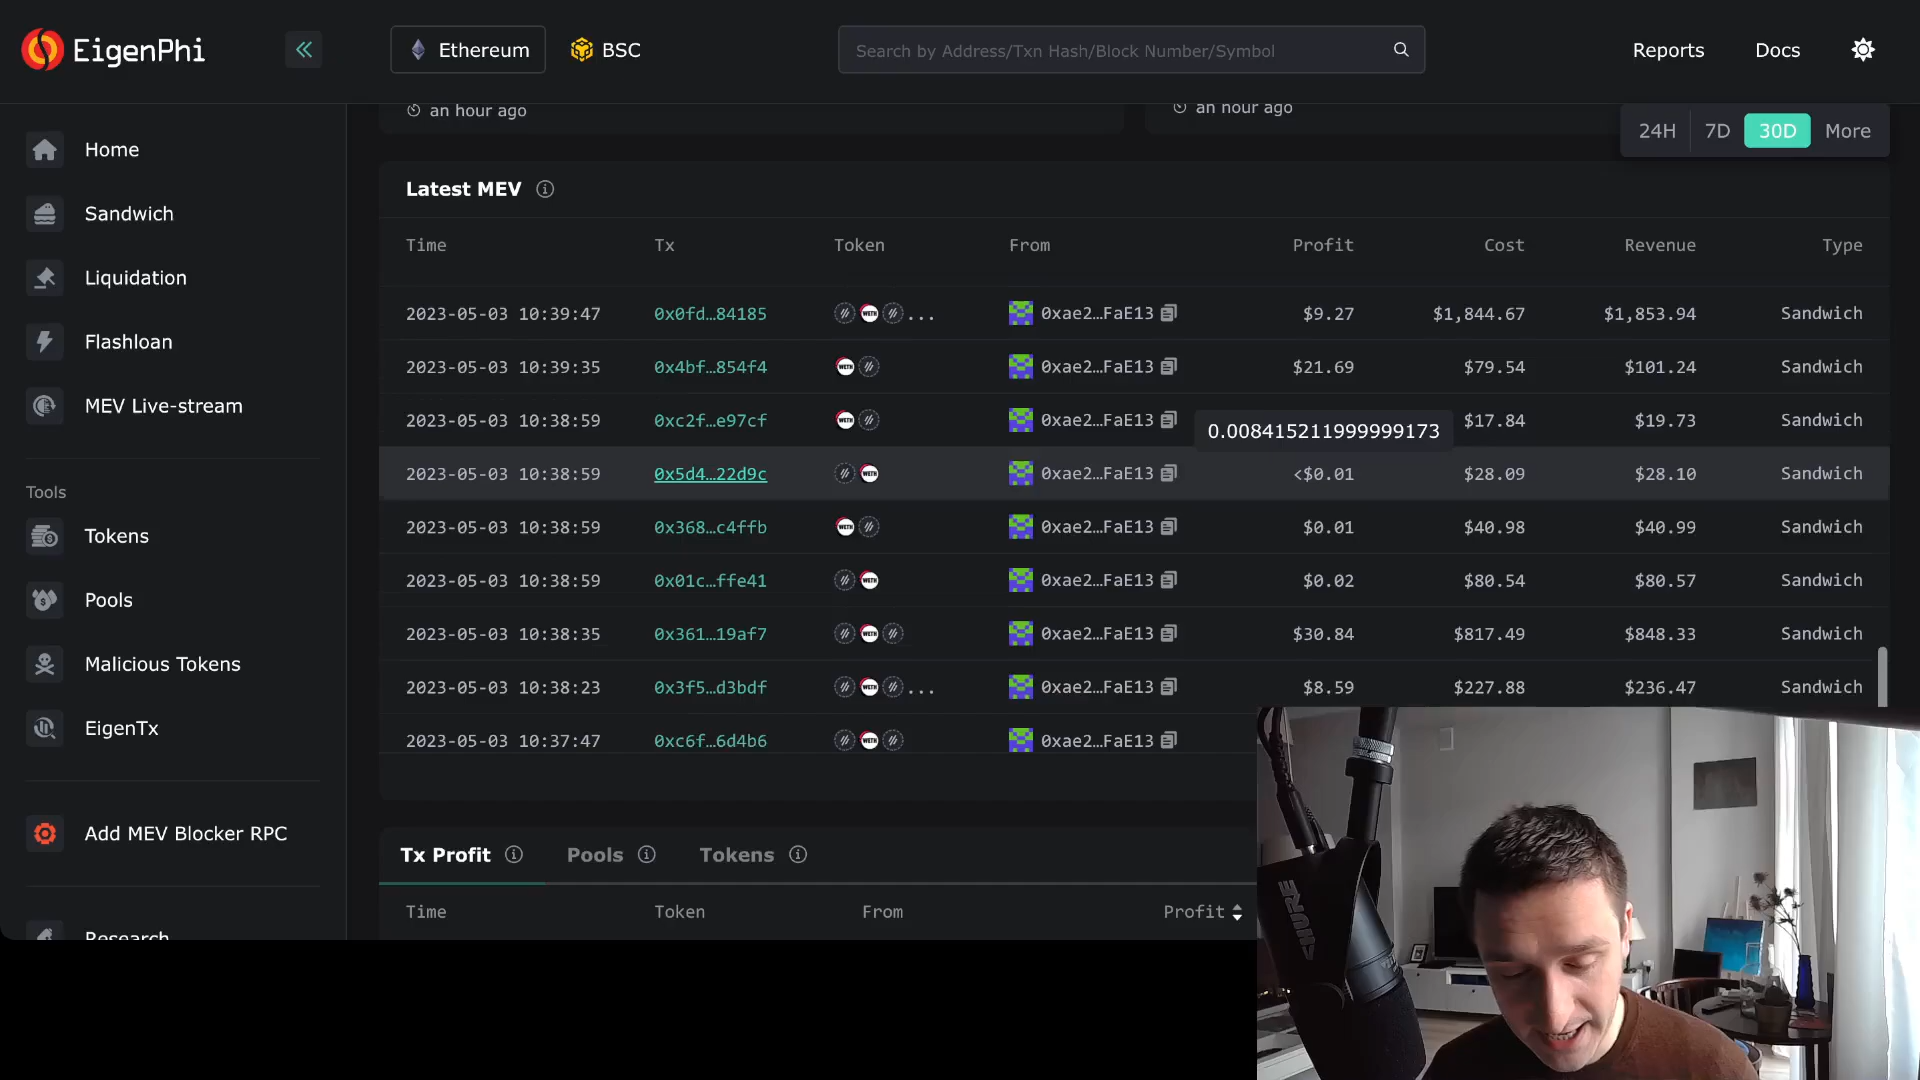 EigenPhi
Ethereum
BSC
Search by Address/Txn Hash/Block Number/Symbol
Reports
Docs
an hour ago
an hour ago
24H 7D 30D More
Home
Sandwich
Liquidation
Flashloan
MEV Live-stream
Tools
Tokens
Pools
Malicious Tokens
EigenTx
Add MEV Blocker RPC
Research
Latest MEV
Time Tx Token From Profit Cost Revenue Type
2023-05-03 10:39:47 0x0fd…84185 WETH ... 0xae2…FaE13 $9.27 $1,844.67 $1,853.94 Sandwich
2023-05-03 10:39:35 0x4bf…854f4 WETH 0xae2…FaE13 $21.69 $79.54 $101.24 Sandwich
2023-05-03 10:38:59 0xc2f…e97cf WETH 0xae2…FaE13 $17.84 $19.73 Sandwich
0.008415211999999173
2023-05-03 10:38:59 0x5d4…22d9c WETH 0xae2…FaE13 <$0.01 $28.09 $28.10 Sandwich
2023-05-03 10:38:59 0x368…c4ffb WETH 0xae2…FaE13 $0.01 $40.98 $40.99 Sandwich
2023-05-03 10:38:59 0x01c…ffe41 WETH 0xae2…FaE13 $0.02 $80.54 $80.57 Sandwich
2023-05-03 10:38:35 0x361…19af7 WETH 0xae2…FaE13 $30.84 $817.49 $848.33 Sandwich
2023-05-03 10:38:23 0x3f5…d3bdf WETH ... 0xae2…FaE13 $8.59 $227.88 $236.47 Sandwich
2023-05-03 10:37:47 0xc6f…6d4b6 WETH 0xae2…FaE13
Tx Profit Pools Tokens
Time Token From Profit
SHURE